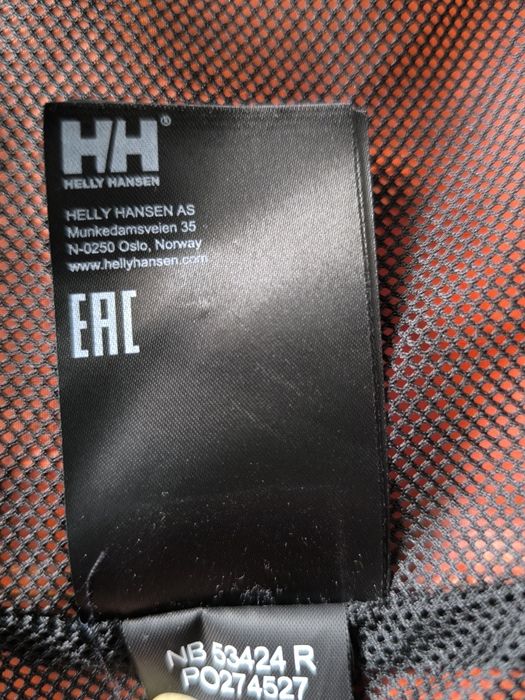 HH®
HELLY HANSEN
HELLY HANSEN AS
Munkedamsveien 35
N-0250 Oslo, Norway
www.hellyhansen.com
EAC
NB 53424 R
PO274527